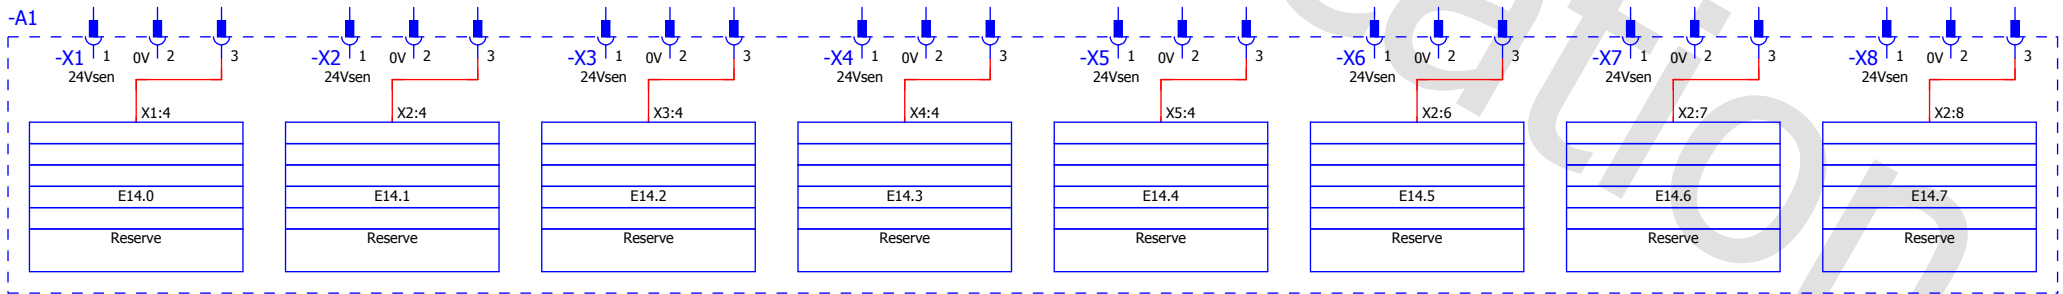 -A1
-X1 1 0V 2 3 -X2 1 0V 2 3 -X3 1 0V 2 3 -X4 1 0V 2 3 -X5 1 0V 2 3 -X6 1 0V 2 3 -X7 1 0V 2 3 -X8 1 0V 2 3
24Vsen 24Vsen 24Vsen 24Vsen 24Vsen 24Vsen 24Vsen 24Vsen
X1:4 X2:4 X3:4 X4:4 X5:4 X2:6 X2:7 X2:8
E14.0 E14.1 E14.2 E14.3 E14.4 E14.5 E14.6 E14.7
Reserve Reserve Reserve Reserve Reserve Reserve Reserve Reserve